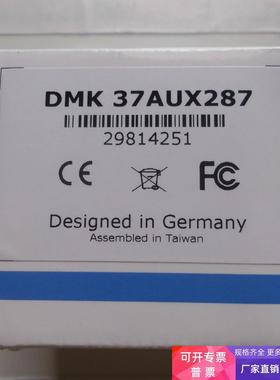 DMK 37AUX287
29814251
CE
FC
Designed in Germany
Assembled in Taiwan
可开专票
普票
厂家直销